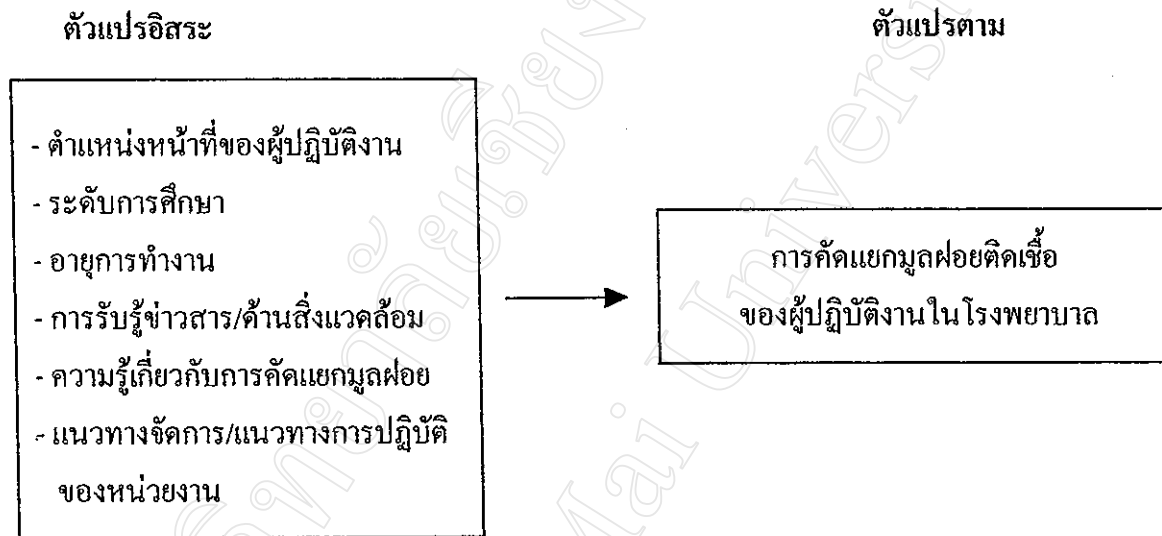 ตัวแปรอิสระ
ตัวแปรตาม
- ตำแหน่งหน้าที่ของผู้ปฏิบัติงาน
- ระดับการศึกษา
- อายุการทำงาน
- การรับรู้ข่าวสาร/ด้านสิ่งแวดล้อม
- ความรู้เกี่ยวกับการคัดแยกมูลฝอย
- แนวทางจัดการ/แนวทางการปฏิบัติ
ของหน่วยงาน
การคัดแยกมูลฝอยติดเชื้อ
ของผู้ปฏิบัติงานในโรงพยาบาล
Mai Univers